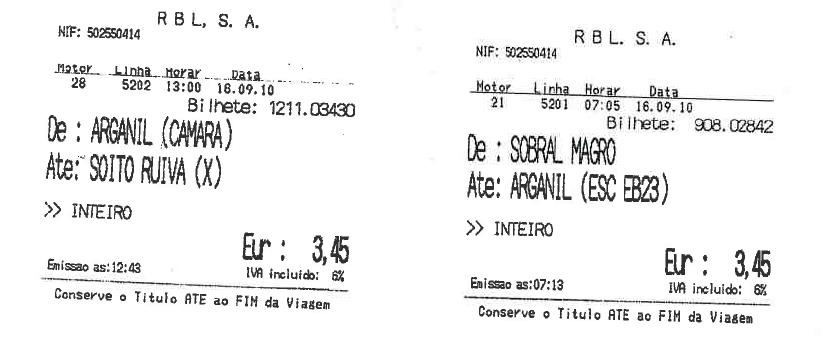 RBL, S. A.
NIF: 502550414
Motor Linha Horar Data
28 5202 13:00 16.09.10
Bilhete: 1211.03430
De : ARGANIL (CAMARA)
Ate: SOITO RUIVA (X)
>> INTEIRO
Eur : 3,45
Emissao as:12:43 IVA incluido: 6%
Conserve o Titulo ATE ao FIM da Viagem
RBL. S. A.
NIF: 502550414
Motor Linha Horar Data
21 5201 07:05 16.09.10
Bilhete: 908.02842
De : SOBRAL MAGRO
Ate: ARGANIL (ESC EB23)
>> INTEIRO
Eur : 3,45
Emissao as:07:13 IVA incluido: 6%
Conserve o Titulo ATE ao FIM da Viagem